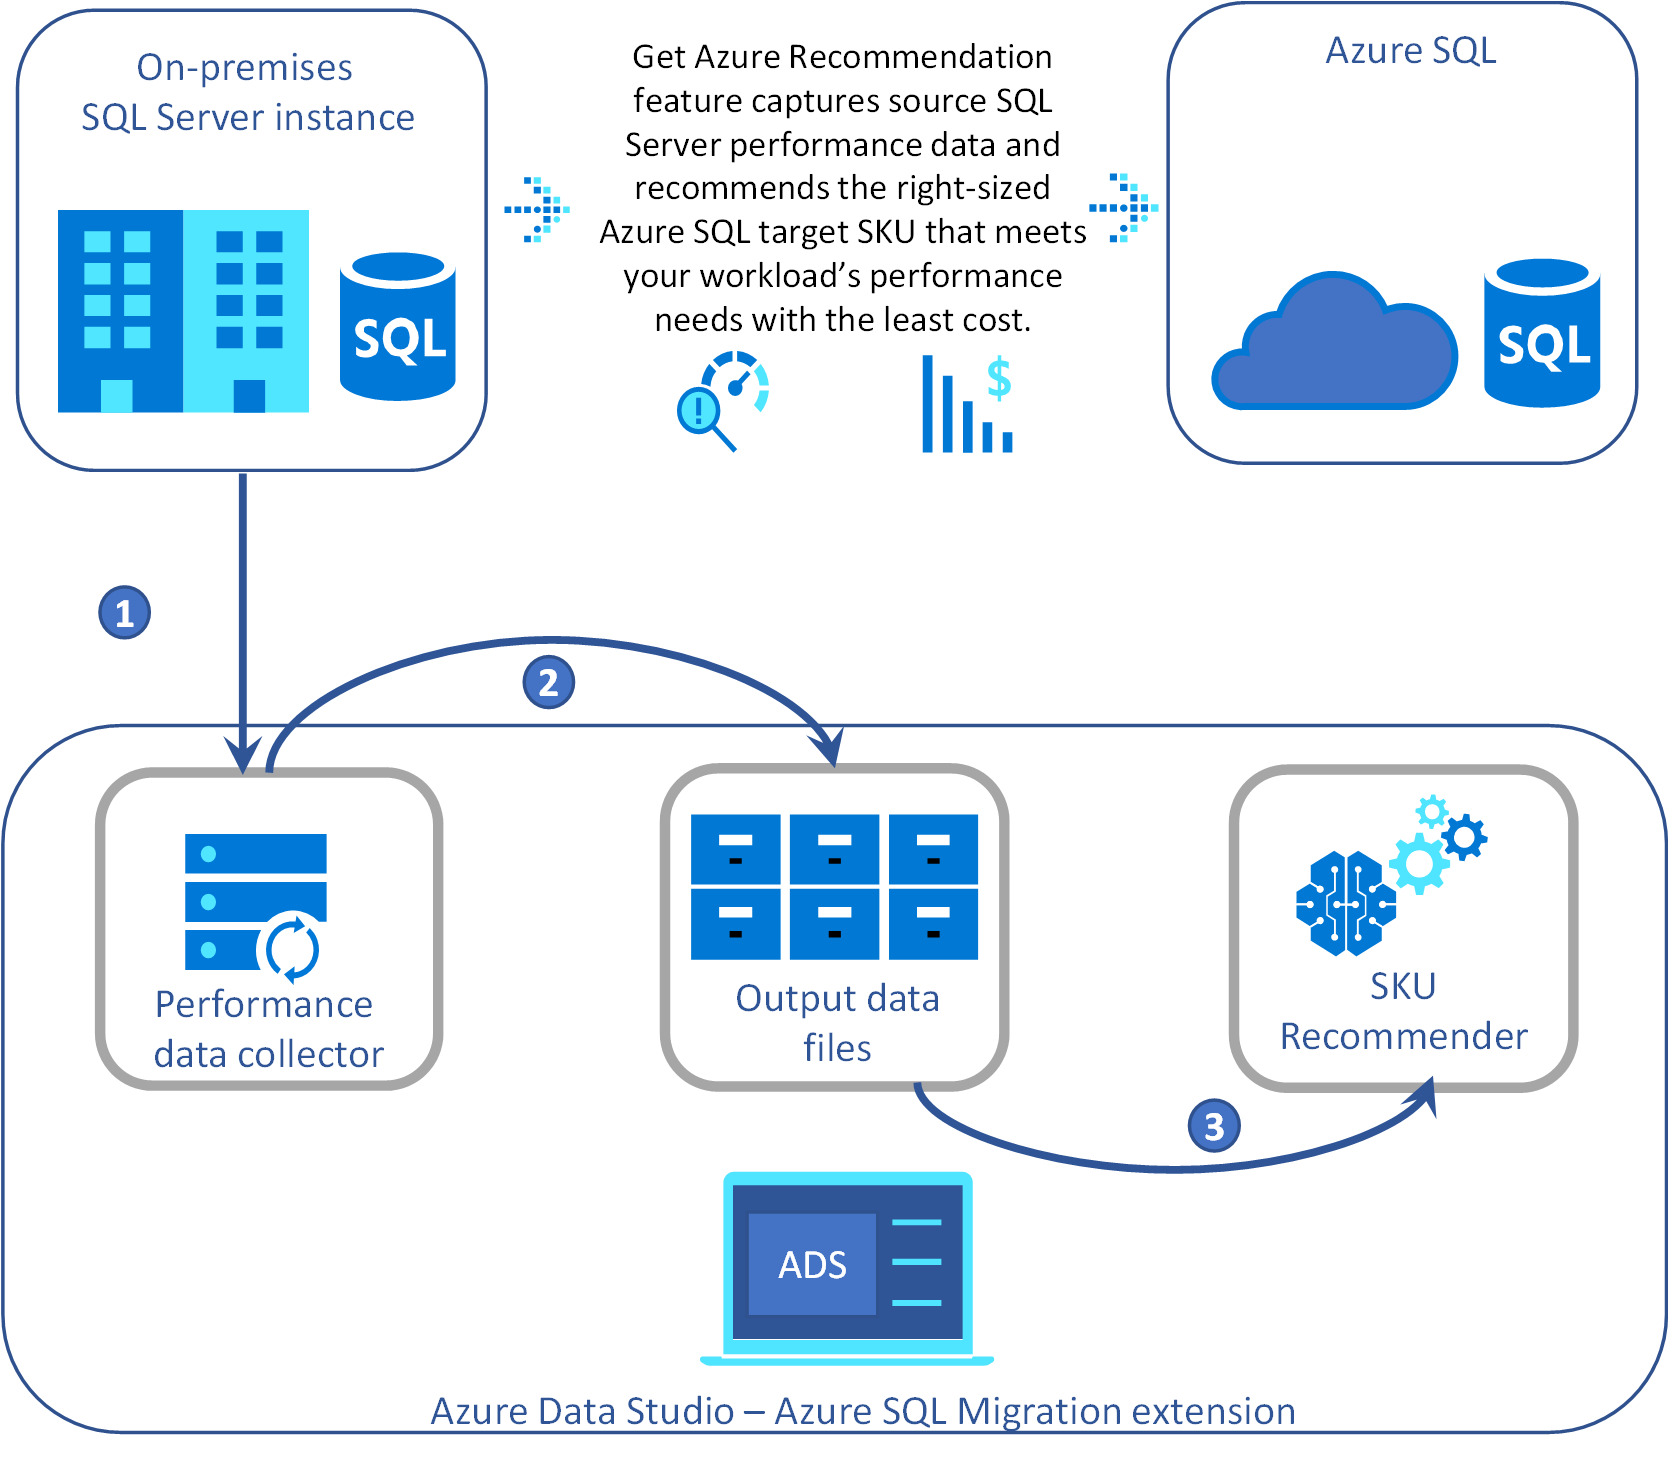 On-premises
SQL Server instance
SQL
Get Azure Recommendation
feature captures source SQL
Server performance data and
recommends the right-sized
Azure SQL target SKU that meets
your workload’s performance
needs with the least cost.
!
$
Azure SQL
SQL
1
2
Performance
data collector
Output data
files
SKU
Recommender
3
ADS
Azure Data Studio – Azure SQL Migration extension